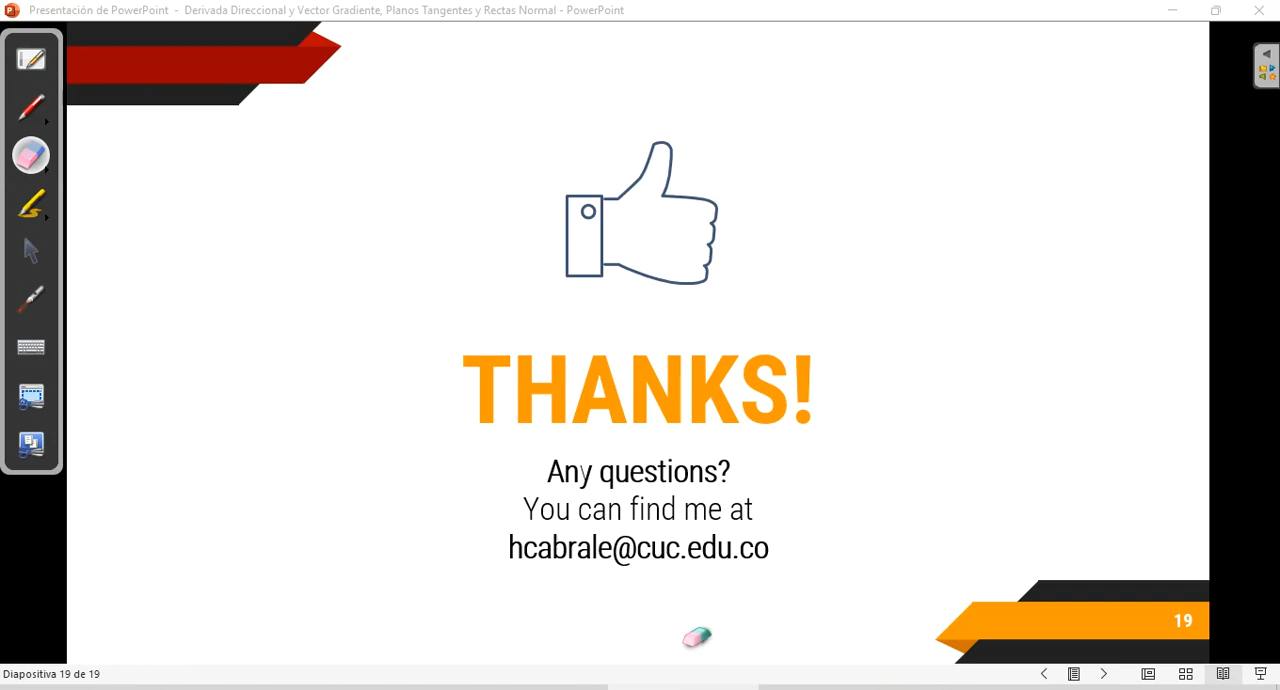 Presentación de PowerPoint - Derivada Direccional y Vector Gradiente, Planos Tangentes y Rectas Normal - PowerPoint
THANKS!
Any questions?
You can find me at
hcabrale@cuc.edu.co
19
Diapositiva 19 de 19